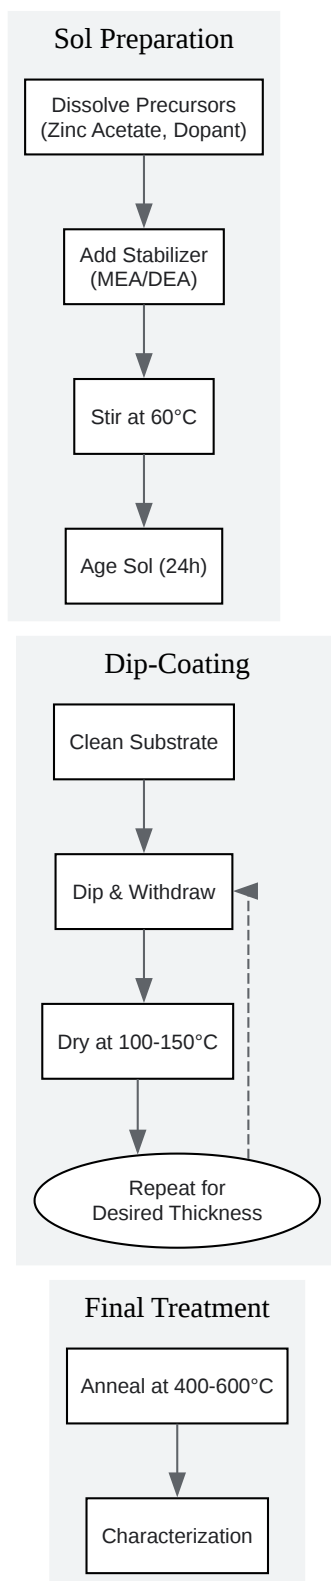 Sol Preparation
Dissolve Precursors
(Zinc Acetate, Dopant)
Add Stabilizer
(MEA/DEA)
Stir at 60°C
Age Sol (24h)
Dip-Coating
Clean Substrate
Dip & Withdraw
Dry at 100-150°C
Repeat for
Desired Thickness
Final Treatment
Anneal at 400-600°C
Characterization